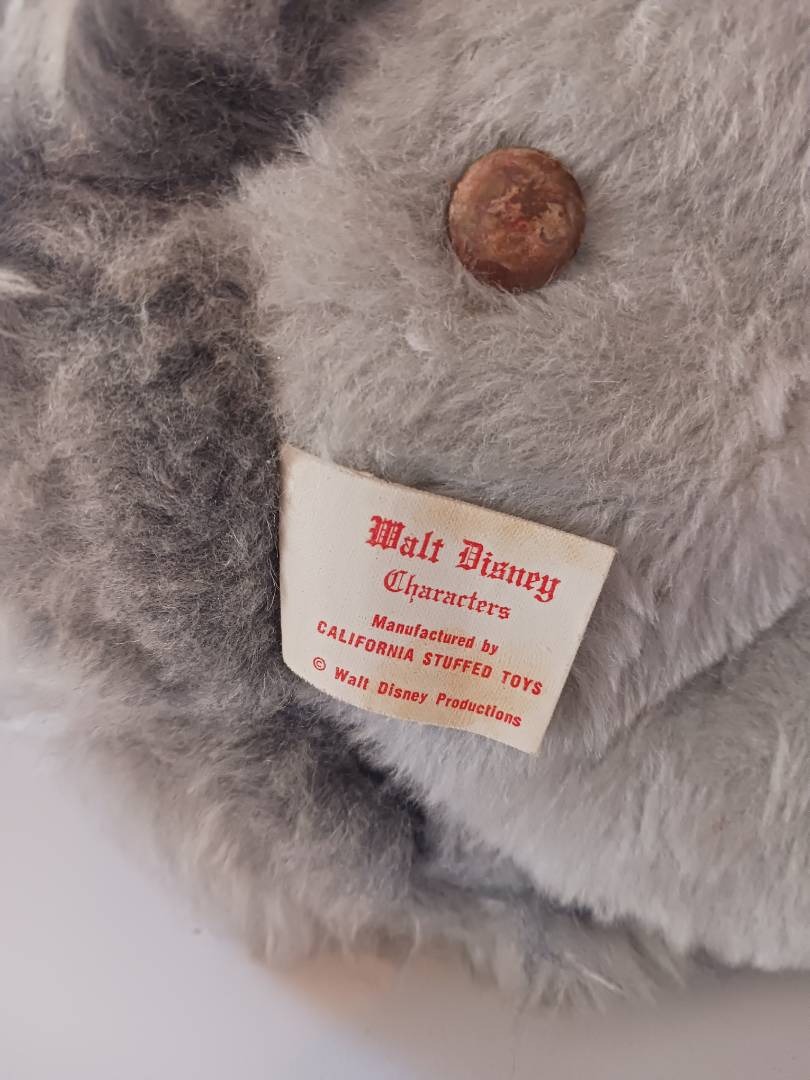 Walt Disney
Characters
Manufactured by
CALIFORNIA STUFFED TOYS
© Walt Disney Productions